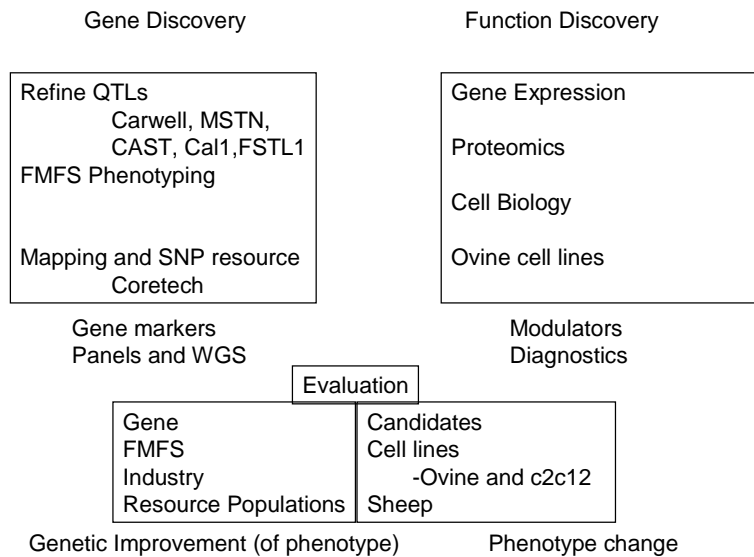 Gene Discovery
Function Discovery
Refine QTLs
Carwell, MSTN,
CAST, Cal1,FSTL1
FMFS Phenotyping
Mapping and SNP resource
Coretech
Gene Expression
Proteomics
Cell Biology
Ovine cell lines
Gene markers
Panels and WGS
Modulators
Diagnostics
Evaluation
Gene
FMFS
Industry
Resource Populations
Candidates
Cell lines
-Ovine and c2c12
Sheep
Genetic Improvement (of phenotype)
Phenotype change